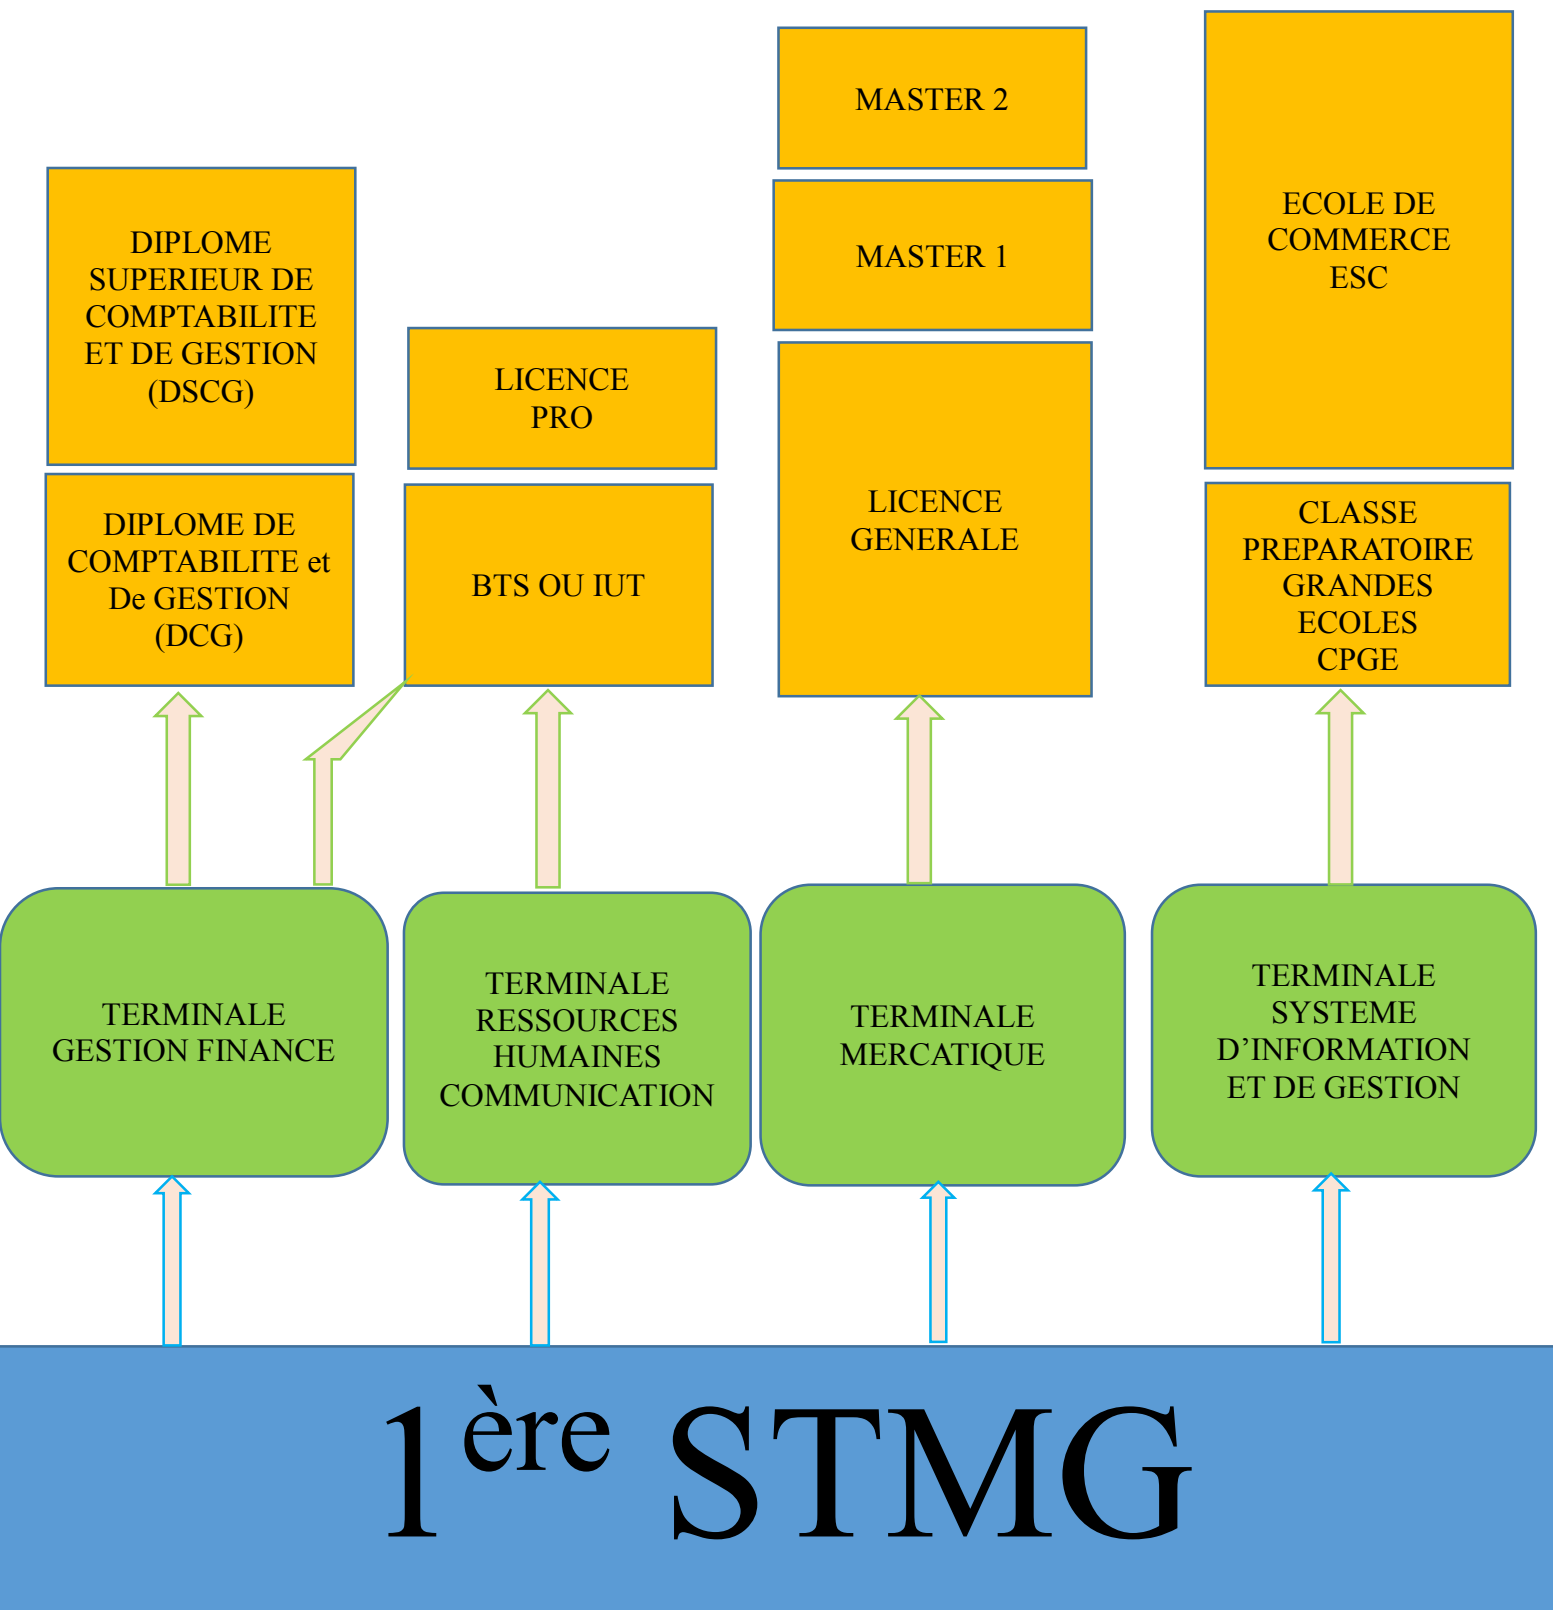 MASTER 2
MASTER 1
ECOLE DE
COMMERCE
ESC
DIPLOME
SUPERIEUR DE
COMPTABILITE
ET DE GESTION
(DSCG)
LICENCE
PRO
LICENCE
GENERALE
DIPLOME DE
COMPTABILITE et
De GESTION
(DCG)
BTS OU IUT
CLASSE
PREPARATOIRE
GRANDES
ECOLES
CPGE
TERMINALE
GESTION FINANCE
TERMINALE
RESSOURCES
HUMAINES
COMMUNICATION
TERMINALE
MERCATIQUE
TERMINALE
SYSTEME
D’INFORMATION
ET DE GESTION
1ère STMG